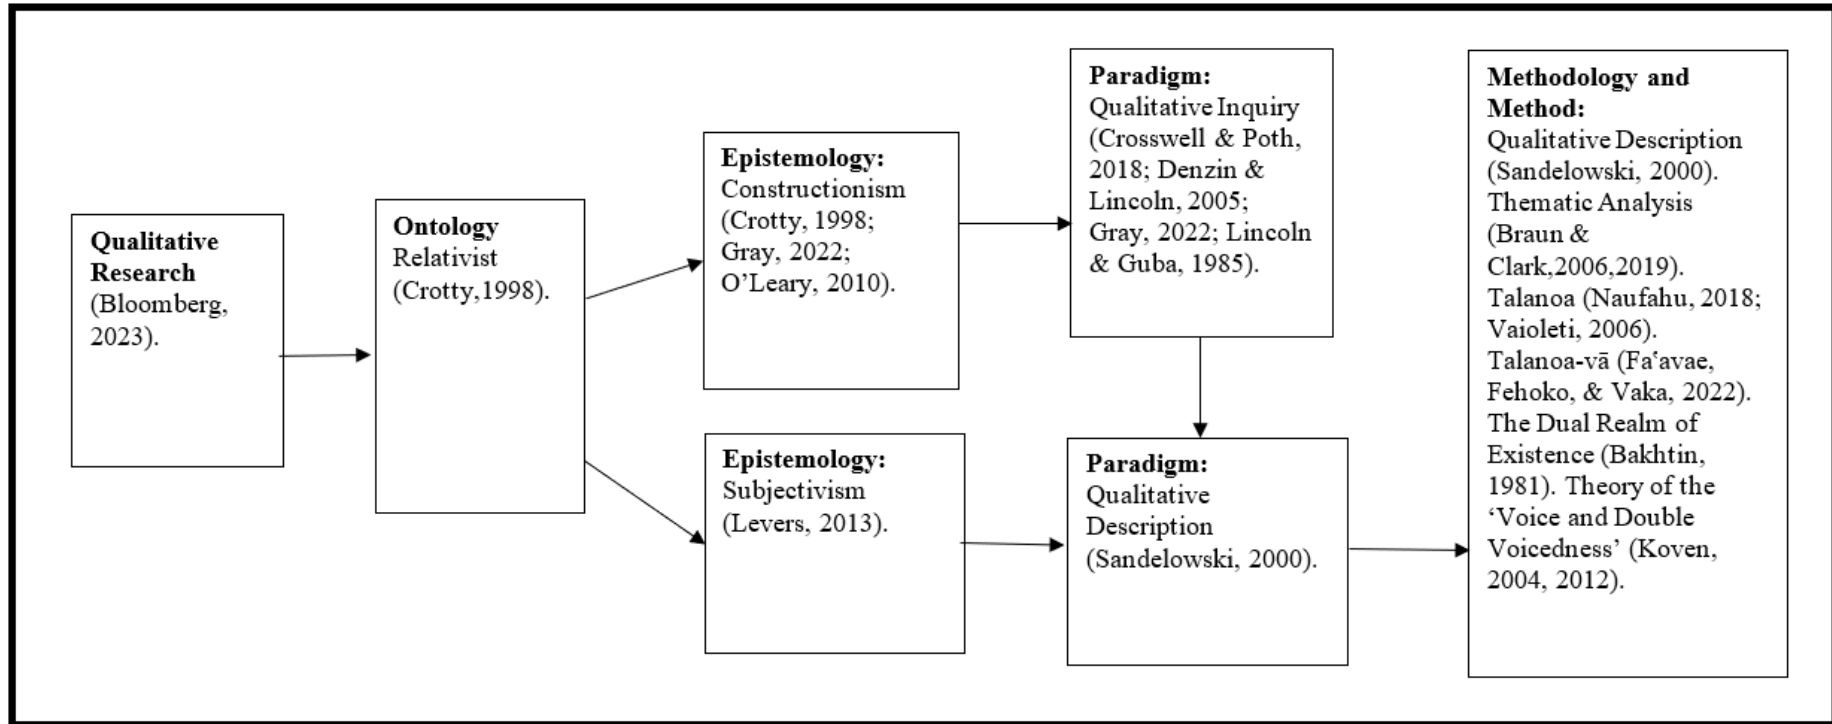 Qualitative
Research
(Bloomberg,
2023).
Ontology
Relativist
(Crotty,1998).
Epistemology:
Constructionism
(Crotty, 1998;
Gray, 2022;
O’Leary, 2010).
Epistemology:
Subjectivism
(Levers, 2013).
Paradigm:
Qualitative Inquiry
(Crosswell & Poth,
2018; Denzin &
Lincoln, 2005;
Gray, 2022; Lincoln
& Guba, 1985).
Paradigm:
Qualitative
Description
(Sandelowski, 2000).
Methodology and
Method:
Qualitative Description
(Sandelowski, 2000).
Thematic Analysis
(Braun &
Clark,2006,2019).
Talanoa (Naufahu, 2018;
Vaioleti, 2006).
Talanoa-vā (Fa‛avae,
Fehoko, & Vaka, 2022).
The Dual Realm of
Existence (Bakhtin,
1981). Theory of the
‘Voice and Double
Voicedness’ (Koven,
2004, 2012).